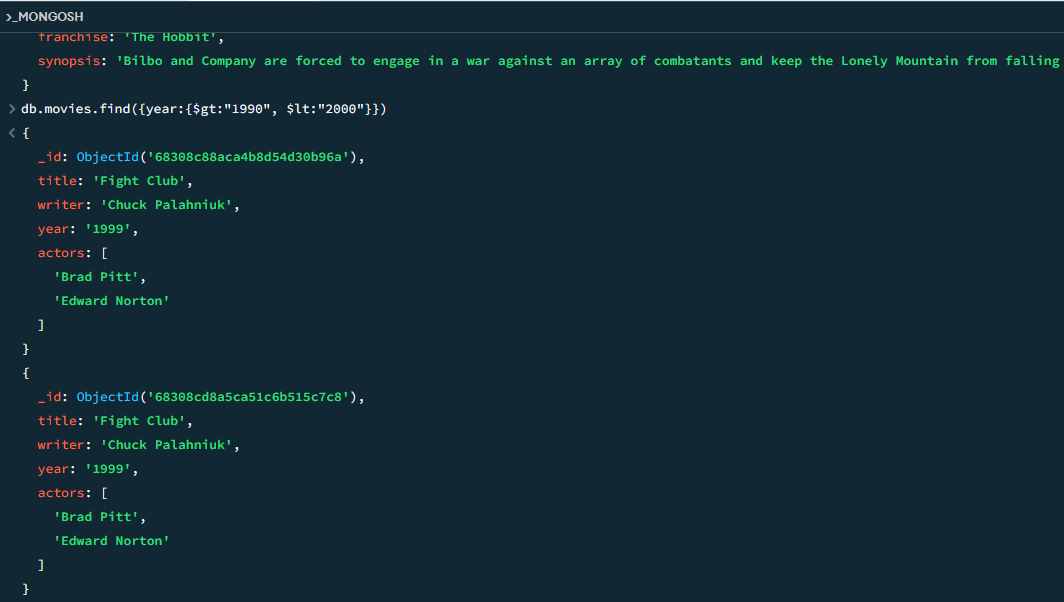 >_MONGOSH
franchise: 'The Hobbit',
synopsis: 'Bilbo and Company are forced to engage in a war against an array of combatants and keep the Lonely Mountain from falling
}
> db.movies.find({year:{$gt:"1990", $lt:"2000"}})
< {
_id: ObjectId('68308c88aca4b8d54d30b96a'),
title: 'Fight Club',
writer: 'Chuck Palahniuk',
year: '1999',
actors: [
'Brad Pitt',
'Edward Norton'
]
}
{
_id: ObjectId('68308cd8a5ca51c6b515c7c8'),
title: 'Fight Club',
writer: 'Chuck Palahniuk',
year: '1999',
actors: [
'Brad Pitt',
'Edward Norton'
]
}